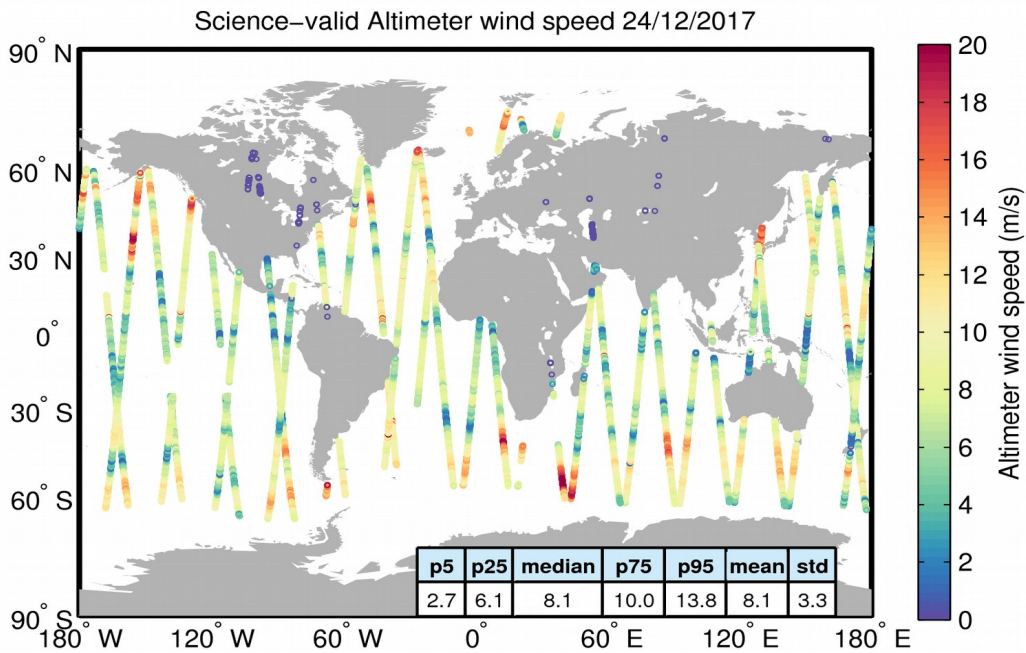 Science−valid Altimeter wind speed 24/12/2017
90° N
60° N
30° N
0°
30° S
60° S
90° S
180° W
120° W
60° W
0°
60° E
120° E
180° E
p5 p25 median p75 p95 mean std
2.7 6.1 8.1 10.0 13.8 8.1 3.3
20
18
16
14
12
10
8
6
4
2
0
Altimeter wind speed (m/s)